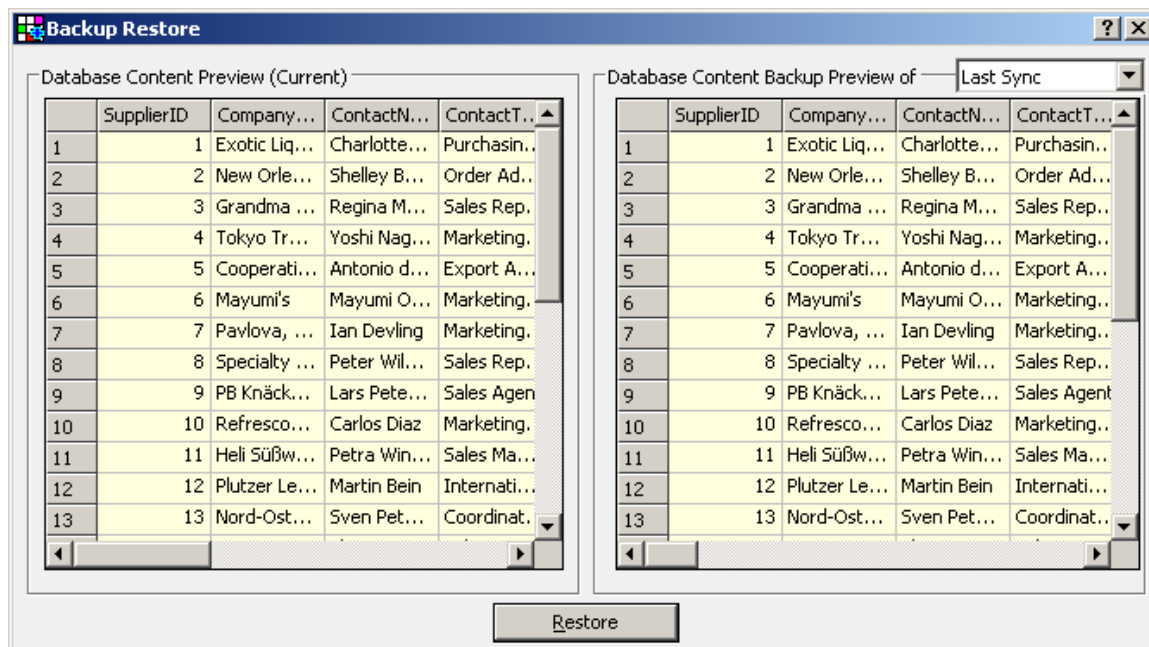 Backup Restore
Database Content Preview (Current)
SupplierID Company... ContactN... ContactT...
1 1 Exotic Liq... Charlotte... Purchasin..
2 2 New Orle... Shelley B... Order Ad..
3 3 Grandma ... Regina M... Sales Rep.
4 4 Tokyo Tr... Yoshi Nag... Marketing.
5 5 Cooperati... Antonio d... Export A...
6 6 Mayumi's Mayumi O... Marketing.
7 7 Pavlova, ... Ian Devling Marketing.
8 8 Specialty ... Peter Wil... Sales Rep.
9 9 PB Knäck... Lars Pete... Sales Agen
10 10 Refresco... Carlos Diaz Marketing.
11 11 Heli Süßw... Petra Win... Sales Ma...
12 12 Plutzer Le... Martin Bein Internati...
13 13 Nord-Ost... Sven Pet... Coordinat.
Database Content Backup Preview of Last Sync
SupplierID Company... ContactN... ContactT...
1 1 Exotic Liq... Charlotte... Purchasin..
2 2 New Orle... Shelley B... Order Ad...
3 3 Grandma ... Regina M... Sales Rep..
4 4 Tokyo Tr... Yoshi Nag... Marketing..
5 5 Cooperati... Antonio d... Export A...
6 6 Mayumi's Mayumi O... Marketing..
7 7 Pavlova, ... Ian Devling Marketing..
8 8 Specialty ... Peter Wil... Sales Rep..
9 9 PB Knäck... Lars Pete... Sales Agent
10 10 Refresco... Carlos Diaz Marketing..
11 11 Heli Süßw... Petra Win... Sales Ma...
12 12 Plutzer Le... Martin Bein Internati...
13 13 Nord-Ost... Sven Pet... Coordinat..
Restore